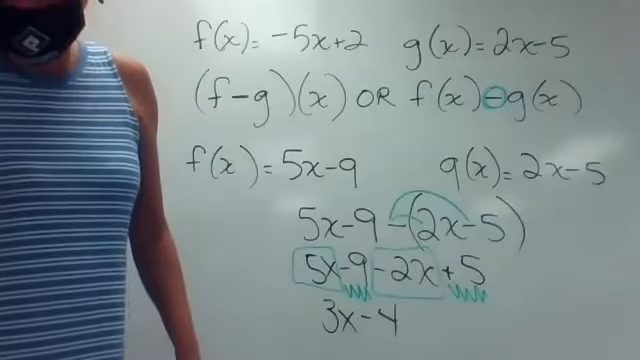 f(x) = -5x+2 g(x) = 2x-5
(f-g)(x) OR f(x)-g(x)
f(x) = 5x-9 g(x) = 2x-5
5x-9-(2x-5)
5x-9-2x+5
3x-4